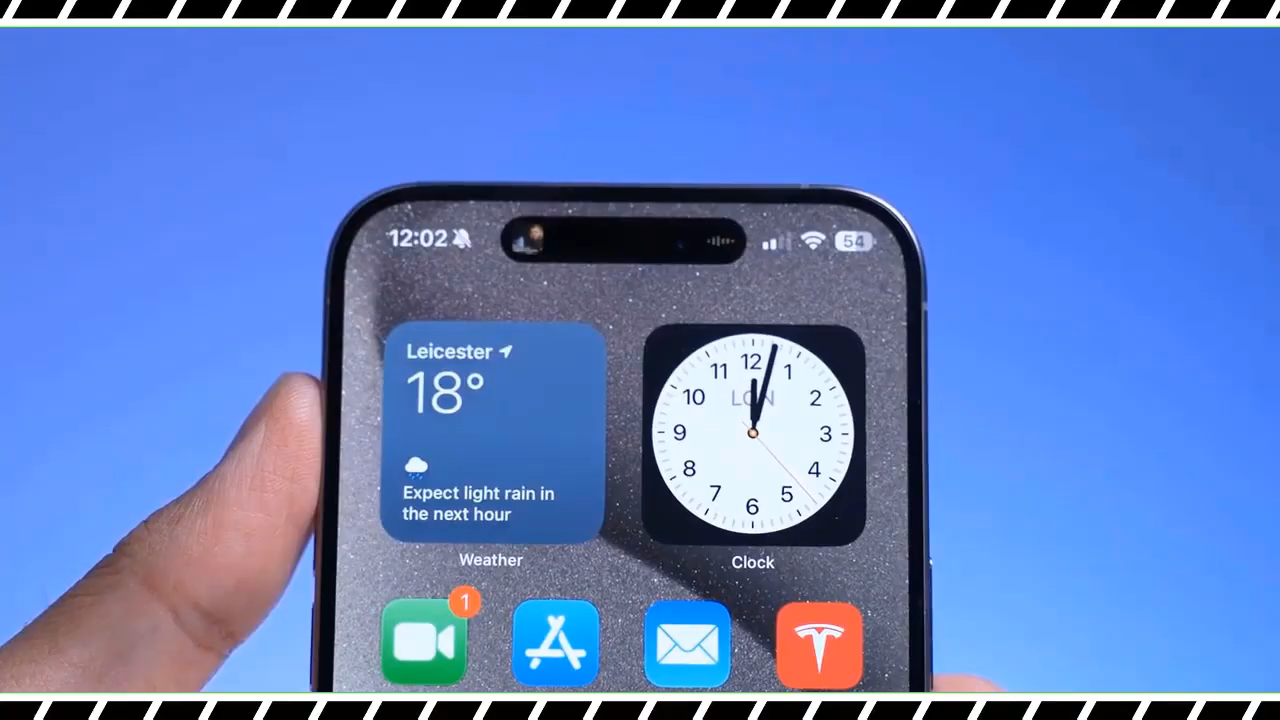 12:02
54
Leicester
18°
Expect light rain in
the next hour
Weather
12
1
2
3
4
5
6
7
8
9
10
11
LON
Clock
1